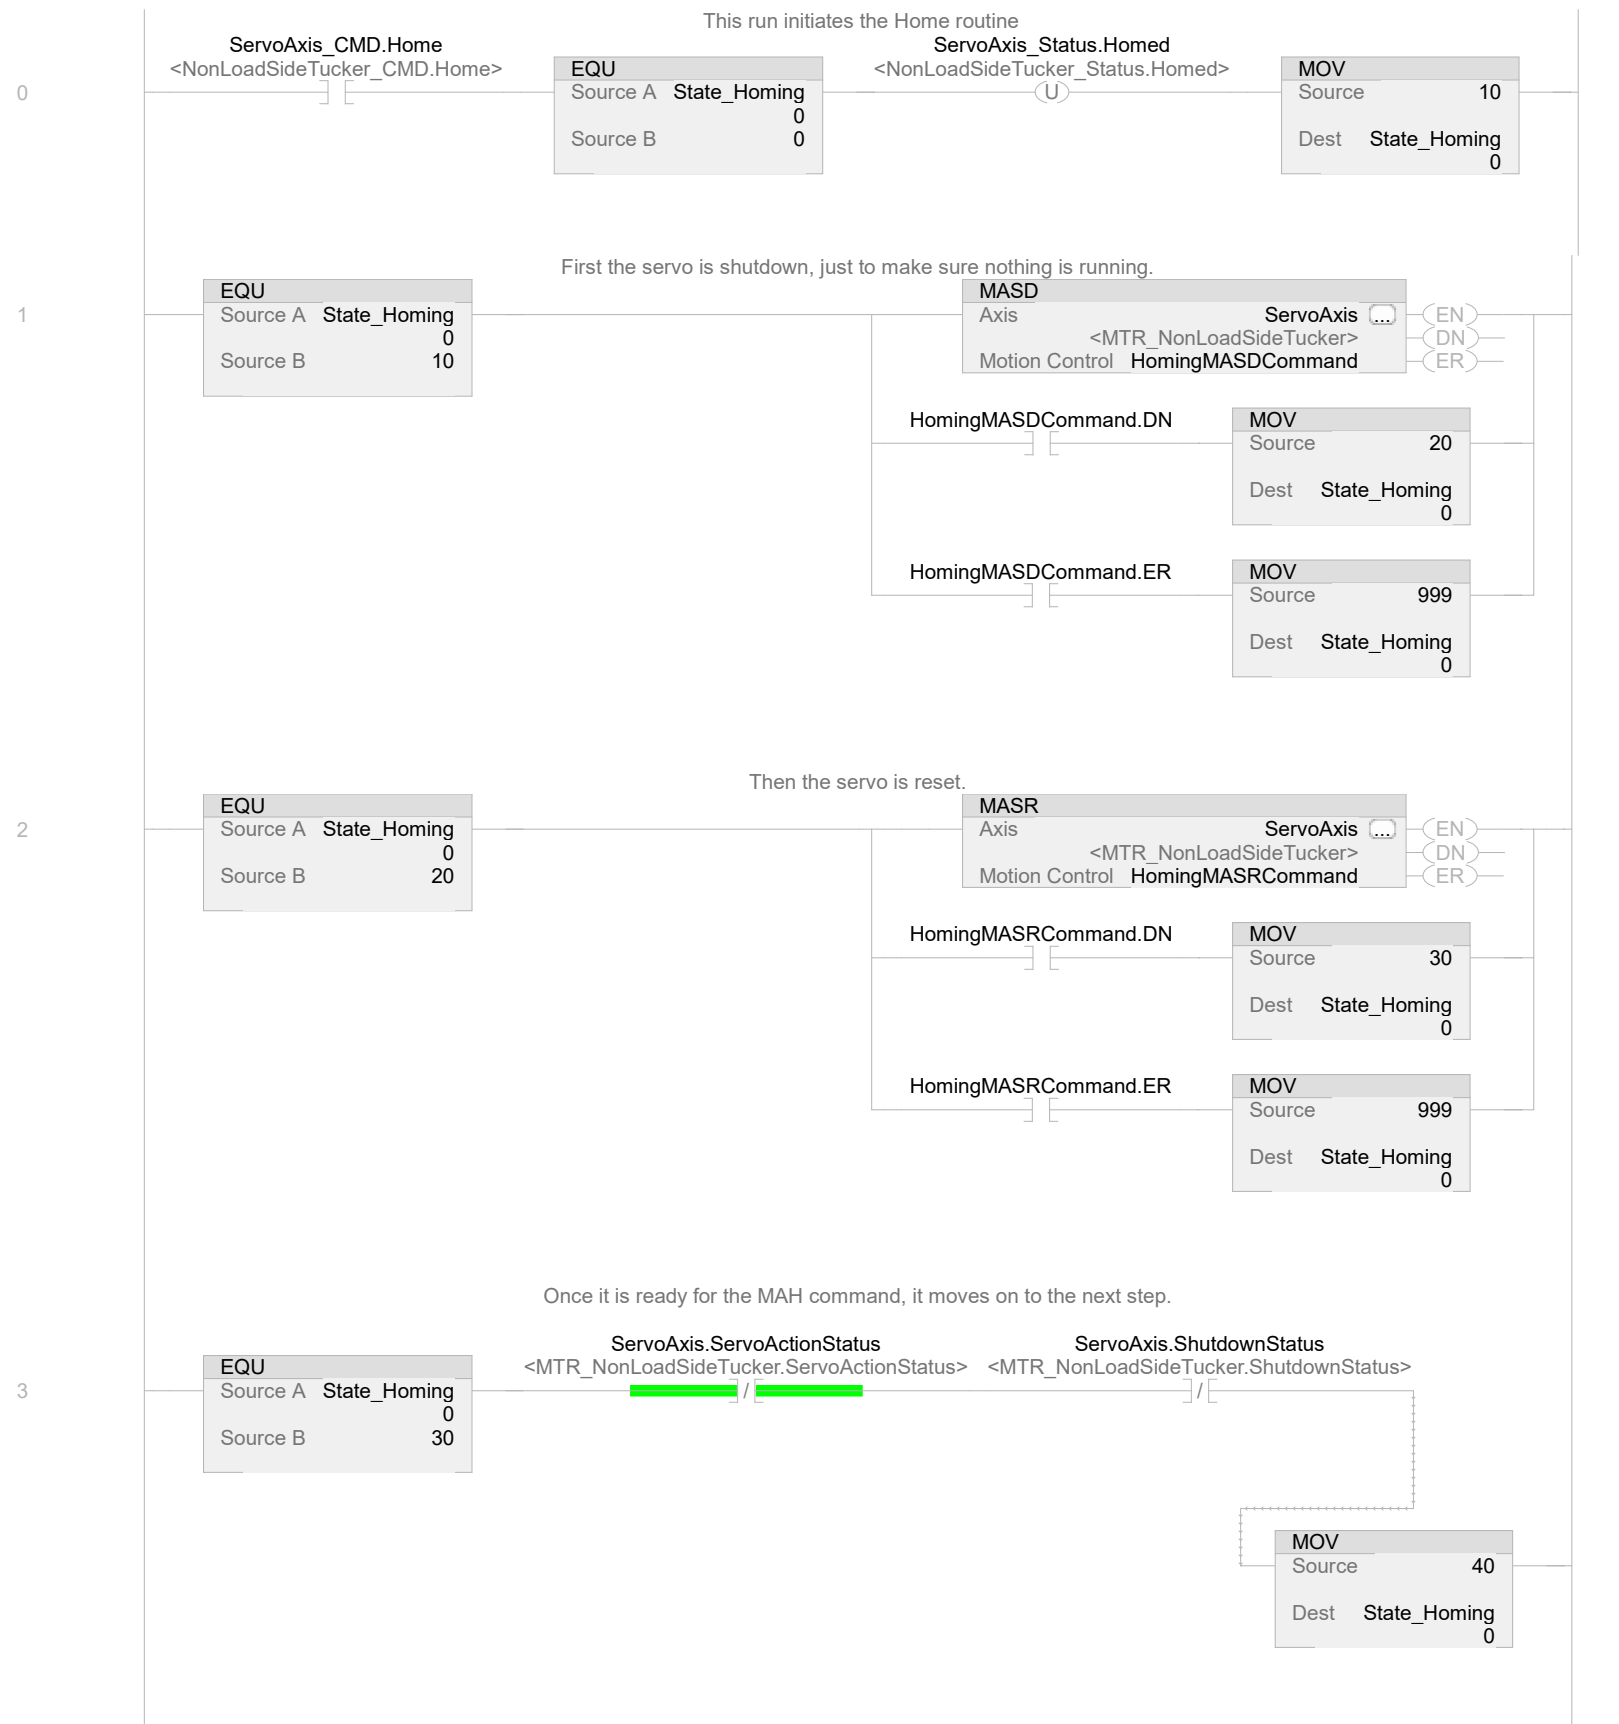 This run initiates the Home routine
ServoAxis_CMD.Home
<NonLoadSideTucker_CMD.Home>
ServoAxis_Status.Homed
<NonLoadSideTucker_Status.Homed>
0
EQU
Source A State_Homing
0
Source B 0
U
MOV
Source 10
Dest State_Homing
0
First the servo is shutdown, just to make sure nothing is running.
1
EQU
Source A State_Homing
0
Source B 10
MASD
Axis ServoAxis ...
<MTR_NonLoadSideTucker>
Motion Control HomingMASDCommand
EN
DN
ER
HomingMASDCommand.DN
MOV
Source 20
Dest State_Homing
0
HomingMASDCommand.ER
MOV
Source 999
Dest State_Homing
0
Then the servo is reset.
2
EQU
Source A State_Homing
0
Source B 20
MASR
Axis ServoAxis ...
<MTR_NonLoadSideTucker>
Motion Control HomingMASRCommand
EN
DN
ER
HomingMASRCommand.DN
MOV
Source 30
Dest State_Homing
0
HomingMASRCommand.ER
MOV
Source 999
Dest State_Homing
0
Once it is ready for the MAH command, it moves on to the next step.
3
EQU
Source A State_Homing
0
Source B 30
ServoAxis.ServoActionStatus
<MTR_NonLoadSideTucker.ServoActionStatus>
/
ServoAxis.ShutdownStatus
<MTR_NonLoadSideTucker.ShutdownStatus>
/
MOV
Source 40
Dest State_Homing
0